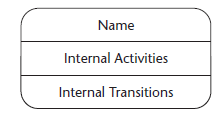 Name
Internal Activities
Internal Transitions